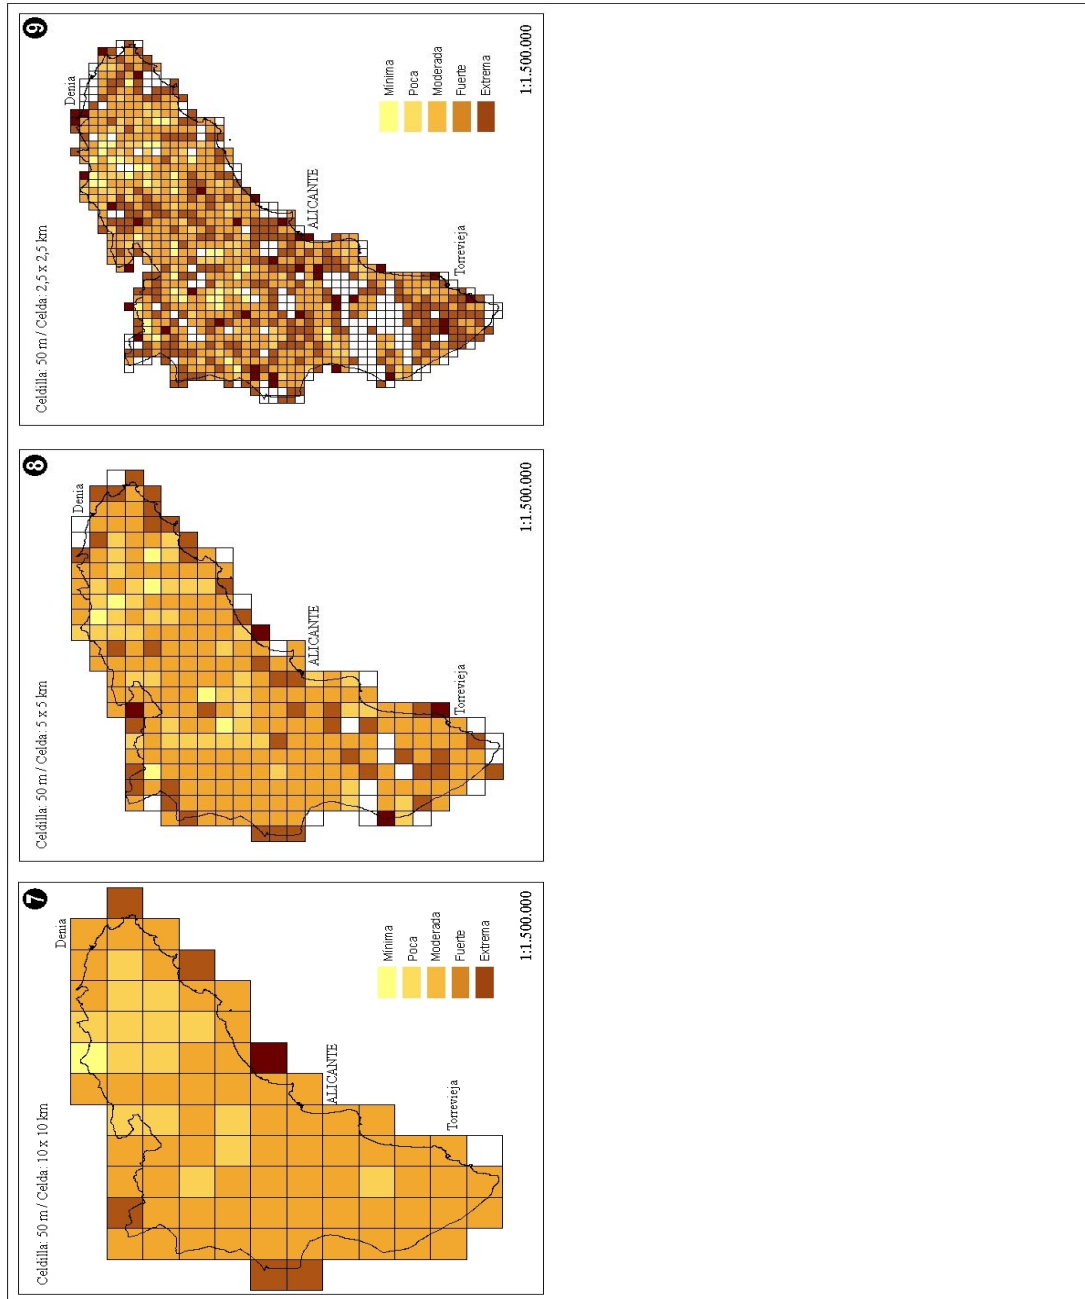 9
Celdilla: 50 m / Celda: 2,5 x 2,5 km
Denia
ALICANTE
Torrevieja
Mínima
Poca
Moderada
Fuerte
Extrema
1:1.500.000
8
Celdilla: 50 m / Celda: 5 x 5 km
Denia
ALICANTE
Torrevieja
1:1.500.000
7
Celdilla: 50 m / Celda: 10 x 10 km
Denia
ALICANTE
Torrevieja
Mínima
Poca
Moderada
Fuerte
Extrema
1:1.500.000